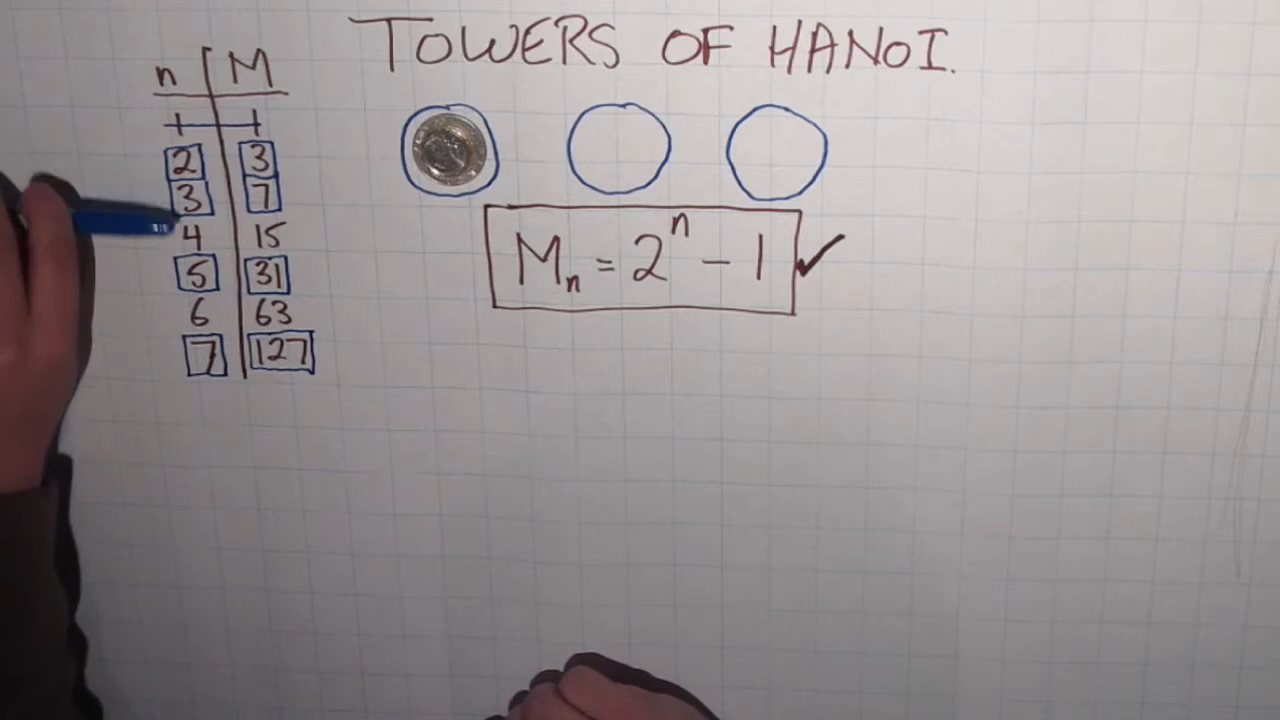 TOWERS OF HANOI.
n M
1 1
2 3
3 7
4 15
5 31
6 63
7 127
Mn = 2^n - 1 ✓